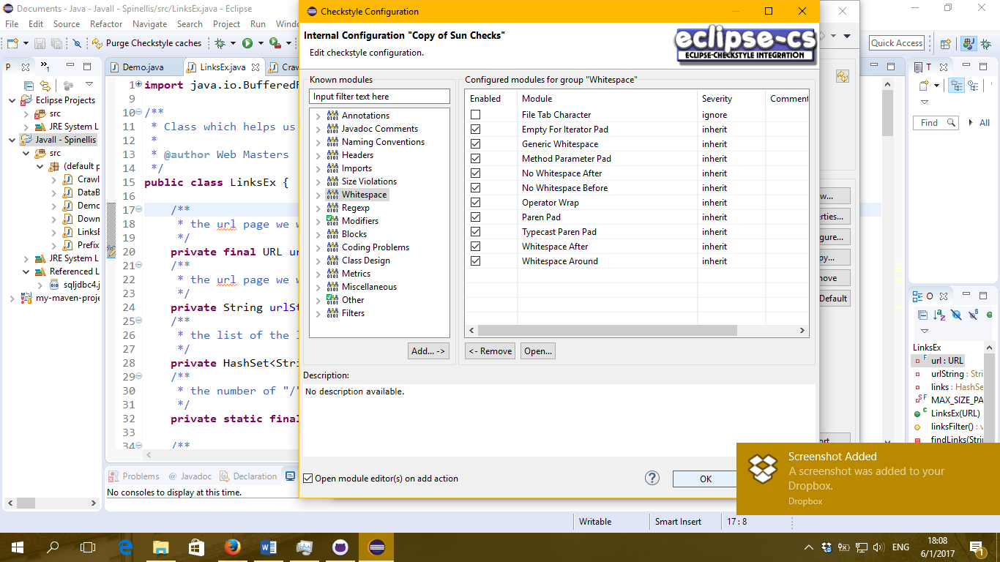 Documents - Java - JavaII - Spinellis/src/LinksEx.java - Eclipse
File Edit Source Refactor Navigate Search Project Run
Purge Checkstyle caches
Quick Access
P
Eclipse Projects
src
JRE System L
JavaII - Spinellis
src
(default p
Crawl
DataB
Demo
Down
LinksE
Prefix
JRE System L
Referenced L
sqljdbc4.j
my-maven-proje
Demo.java
LinksEx.java
1 import java.io.BufferedR
9
10 /**
11 * Class which helps us
12 *
13 * @author Web Masters
14 */
15 public class LinksEx {
16
17 /**
18 * the url page we w
19 */
20 private final URL ur
21 /**
22 * the url page we w
23 */
24 private String urlSt
25 /**
26 * the list of the l
27 */
28 private HashSet<Stri
29 /**
30 * the number of "/"
31 */
32 private static final
33
34 /**
Problems @ Javadoc Declaration
No consoles to display at this time.
Checkstyle Configuration
Internal Configuration "Copy of Sun Checks"
Edit checkstyle configuration.
eclipse-cs
ECLIPSE-CHECKSTYLE INTEGRATION
Known modules
Input filter text here
Annotations
Javadoc Comments
Naming Conventions
Headers
Imports
Size Violations
Whitespace
Regexp
Modifiers
Blocks
Coding Problems
Class Design
Metrics
Miscellaneous
Other
Filters
Add... ->
Configured modules for group "Whitespace"
Enabled Module Severity Comment
File Tab Character ignore
Empty For Iterator Pad inherit
Generic Whitespace inherit
Method Parameter Pad inherit
No Whitespace After inherit
No Whitespace Before inherit
Operator Wrap inherit
Paren Pad inherit
Typecast Paren Pad inherit
Whitespace After inherit
Whitespace Around inherit
<- Remove Open...
Description:
No description available.
Open module editor(s) on add action
OK
w...
rties...
gure...
py...
nove
Default
T
Find
All
O
LinksEx
url : URL
urlString : Stri
links : HashSe
MAX_SIZE_PA
LinksEx(URL)
linksFilter() : v
findLinks(Strin
Screenshot Added
A screenshot was added to your
Dropbox.
Dropbox
Writable Smart Insert 17 : 8
ENG
18:08
6/1/2017
1